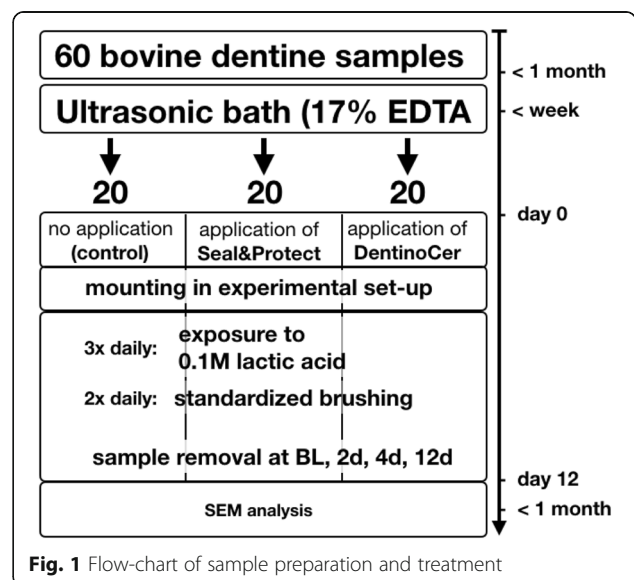 60 bovine dentine samples
< 1 month
Ultrasonic bath (17% EDTA
< week
20 20 20
day 0
no application
(control)
application of
Seal&Protect
application of
DentinoCer
mounting in experimental set-up
3x daily: exposure to
0.1M lactic acid
2x daily: standardized brushing
sample removal at BL, 2d, 4d, 12d
day 12
SEM analysis
< 1 month
Fig. 1 Flow-chart of sample preparation and treatment